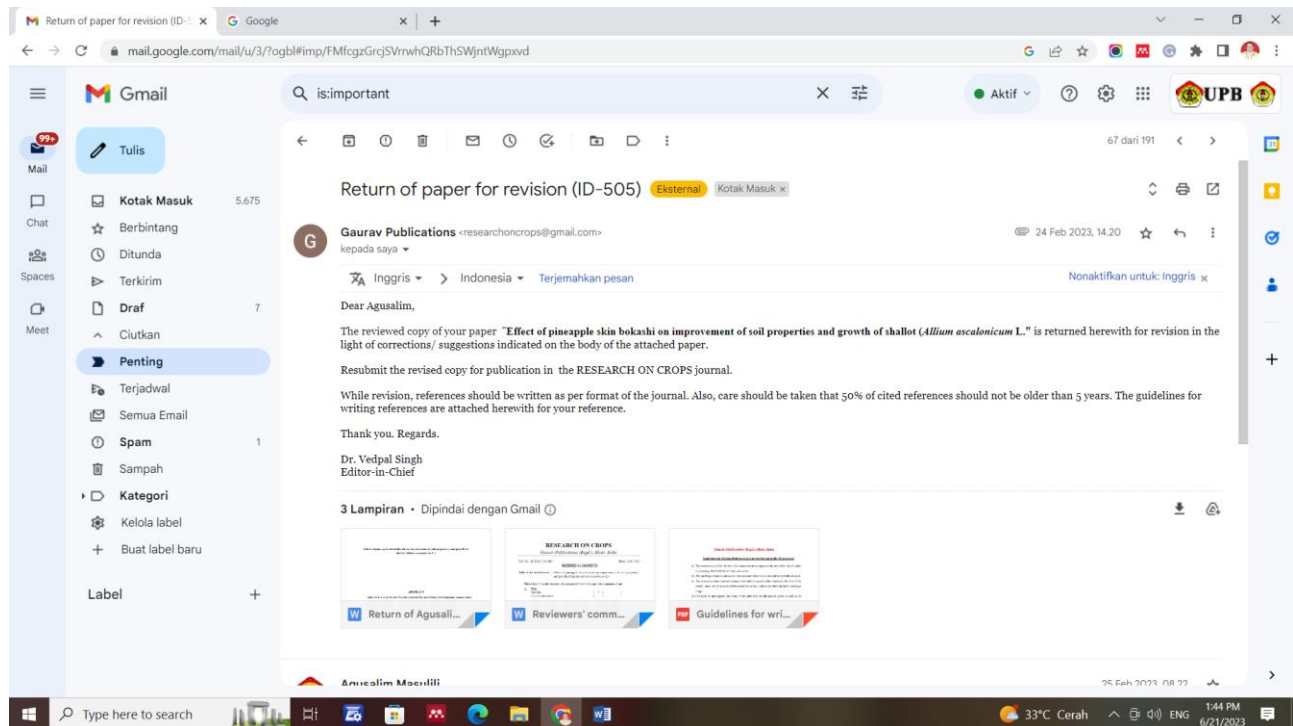 Return of paper for revision (ID-5
Google
mail.google.com/mail/u/3/?ogbl#imp/FMfcgzGrcjSVrrwhQRbThSWjntWgpxvd
Gmail
is:important
Aktif
UPB
99+
Mail
Chat
Spaces
Meet
Tulis
Kotak Masuk 5.675
Berbintang
Ditunda
Terkirim
Draf 7
Ciutkan
Penting
Terjadwal
Semua Email
Spam 1
Sampah
Kategori
Kelola label
Buat label baru
Label
67 dari 191
Return of paper for revision (ID-505) Eksternal Kotak Masuk ×
G
Gaurav Publications <researchoncrops@gmail.com> 24 Feb 2023, 14.20
kepada saya
Inggris > Indonesia Terjemahkan pesan Nonaktifkan untuk: Inggris ×
Dear Agusalim,
The reviewed copy of your paper "Effect of pineapple skin bokashi on improvement of soil properties and growth of shallot (Allium ascalonicum L." is returned herewith for revision in the
light of corrections/ suggestions indicated on the body of the attached paper.
Resubmit the revised copy for publication in the RESEARCH ON CROPS journal.
While revision, references should be written as per format of the journal. Also, care should be taken that 50% of cited references should not be older than 5 years. The guidelines for
writing references are attached herewith for your reference.
Thank you. Regards.
Dr. Vedpal Singh
Editor-in-Chief
3 Lampiran • Dipindai dengan Gmail
RESEARCH ON CROPS
W Return of Agusali...
W Reviewers' comm...
PDF Guidelines for wri...
Agusalim Masulili 25 Feb 2023, 08.22
Type here to search
33°C Cerah
ENG
1:44 PM
6/21/2023